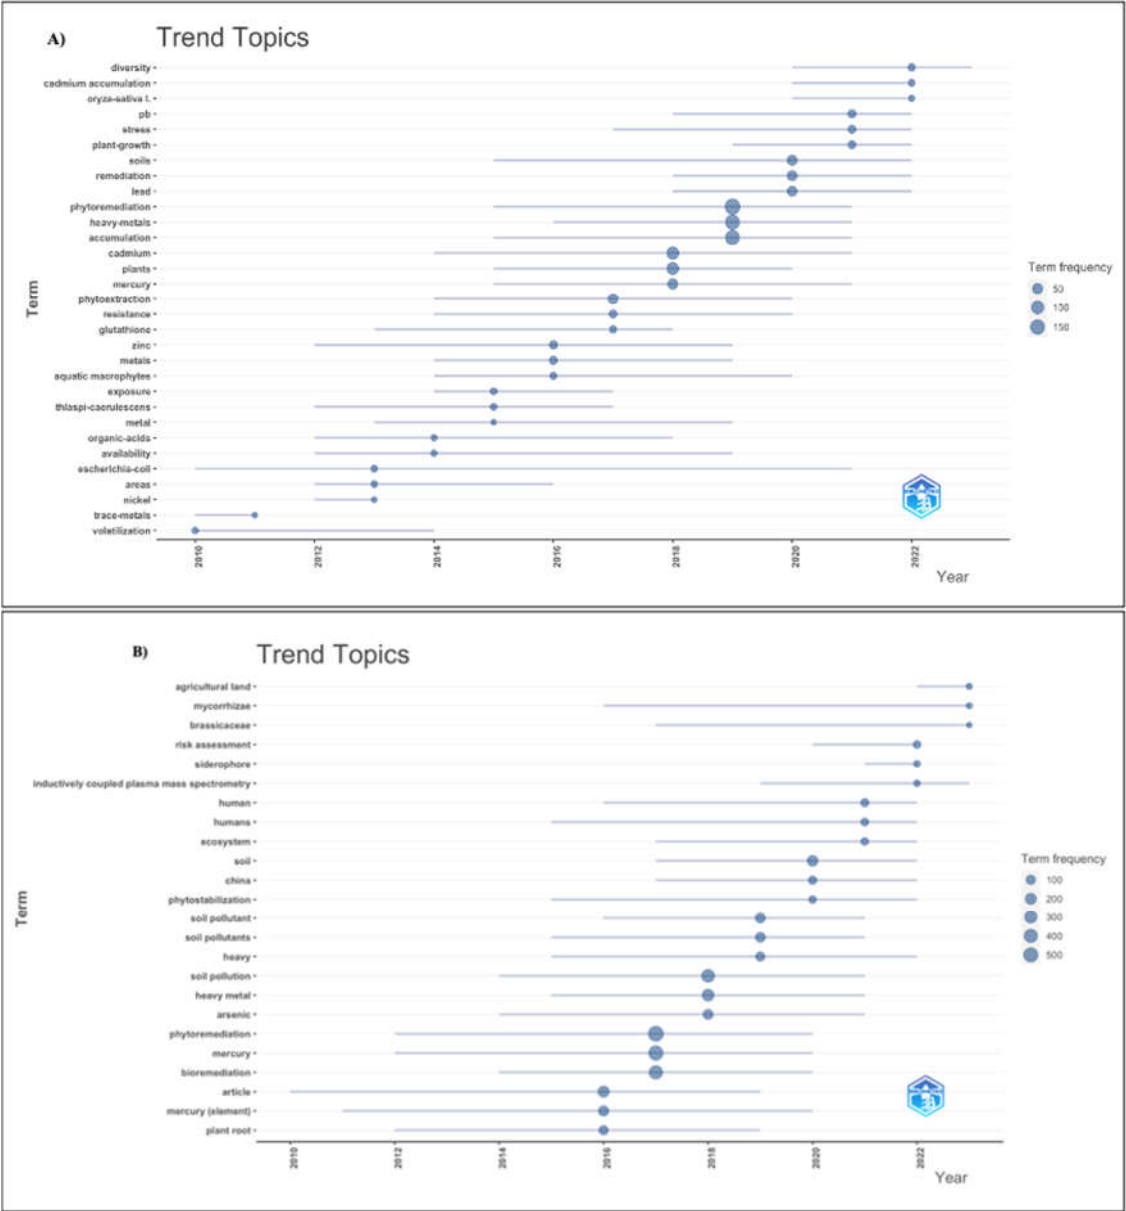 A)
Trend Topics
diversity
cadmium accumulation
oryza-sativa l.
pb
stress
plant-growth
soils
remediation
lead
phytoremediation
heavy-metals
accumulation
cadmium
plants
mercury
phytoextraction
resistance
glutathione
zinc
metals
aquatic macrophytes
exposure
thlaspi-caerulescens
metal
organic-acids
availability
escherichia-coli
areas
nickel
trace-metals
volatilization
Term
2010 2012 2014 2016 2018 2020 2022
Year
Term frequency
50
100
150
B)
Trend Topics
agricultural land
mycorrhizae
brassicaceae
risk assessment
siderophore
inductively coupled plasma mass spectrometry
human
humans
ecosystem
soil
china
phytostabilization
soil pollutant
soil pollutants
heavy
soil pollution
heavy metal
arsenic
phytoremediation
mercury
bioremediation
article
mercury (element)
plant root
Term
2010 2012 2014 2016 2018 2020 2022
Year
Term frequency
100
200
300
400
500